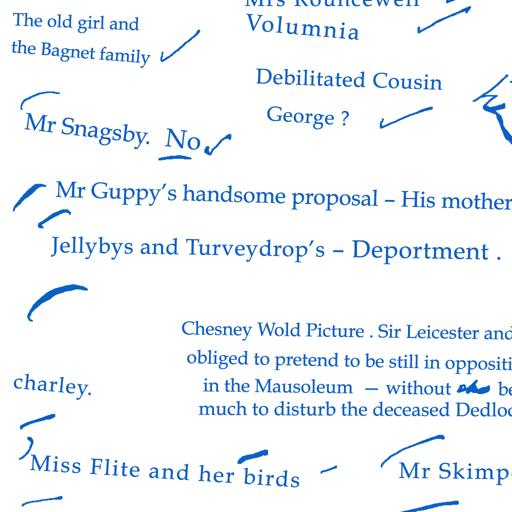 The old girl and
the Bagnet family
Mrs Rouncewell
Volumnia
Debilitated Cousin
George ?
Mr Snagsby. No
Mr Guppy's handsome proposal – His mother
Jellybys and Turveydrop's – Deportment .
Chesney Wold Picture . Sir Leicester and
obliged to pretend to be still in oppositi
in the Mausoleum — without be
much to disturb the deceased Dedloc
charley.
Miss Flite and her birds –
Mr Skimp